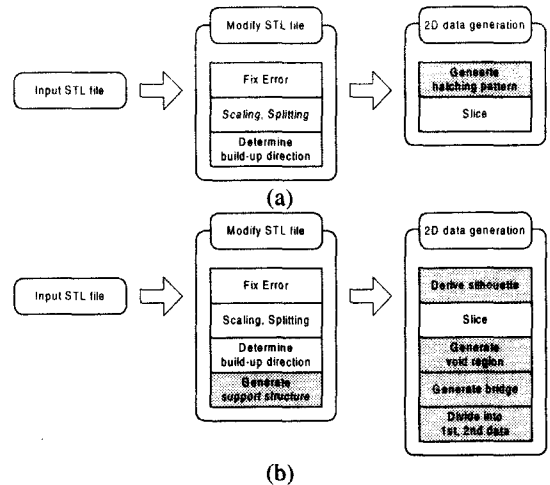 Modify STL file
2D data generation
Input STL file
Fix Error
Scaling, Splitting
Determine
build-up direction
Generate
hatching pattern
Slice
(a)
Modify STL file
2D data generation
Input STL file
Fix Error
Scaling, Splitting
Determine
build-up direction
Generate
support structure
Derive silhouette
Slice
Generate
void region
Generate bridge
Divide into
1st, 2nd data
(b)